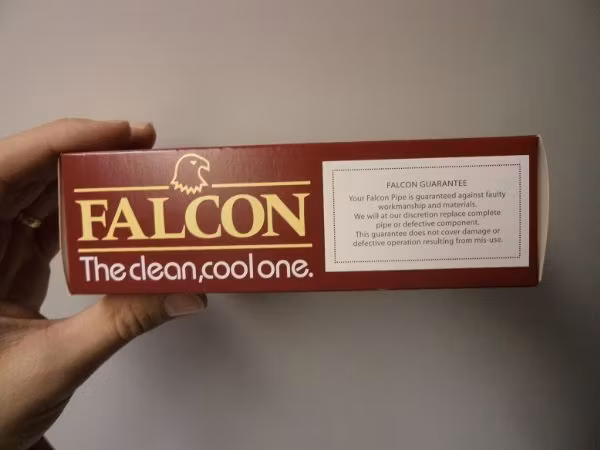 FALCON
The clean, cool one.
FALCON GUARANTEE
Your Falcon Pipe is guaranteed against faulty
workmanship and materials.
We will at our discretion replace complete
pipe or defective component.
This guarantee does not cover damage or
defective operation resulting from mis-use.